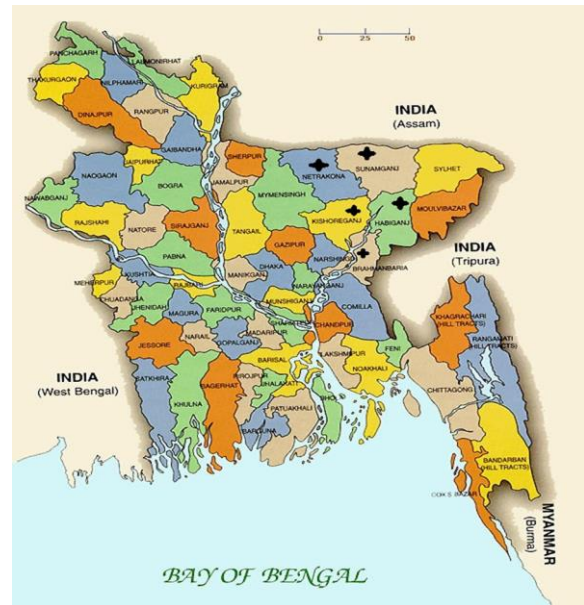 0 25 50
PANCHAGARH
LALMONIRHAT
THAKURGAON
NILPHAMARI
KURIGRAM
DINAJPUR
RANGPUR
INDIA
(Assam)
GAIBANDHA
SHERPUR
JAIPURHAT
NETRAKONA
SUNAMGANJ
SYLHET
NAOGAON
JAMALPUR
BOGRA
MYMENSINGH
NAWABGANJ
KISHOREGANJ
HABIGANJ
MOULVIBAZAR
RAJSHAHI
SIRAJGANJ
NATORE
TANGAIL
GAZIPUR
INDIA
(Tripura)
PABNA
DHAKA
NARSHINGDI
BRAHMANBARIA
KUSHTIA
MANIKGANJ
MEHERPUR
RAJBARI
NARAYANGANJ
CHUADANGA
JHENIDAH
MUNSHIGANJ
COMILLA
MAGURA
FARIDPUR
KHAGRACHARI
(HILL TRACTS)
CHANDPUR
JESSORE
NARAIL
MADARIPUR
GOPALGANJ
RANGAMATI
(HILL TRACTS)
FENI
BARISAL
LAKSHMIPUR
NOAKHALI
INDIA
(West Bengal)
SATKHIRA
BAGERHAT
PIROJPUR
JHALAKATI
CHITTAGONG
KHULNA
PATUAKHALI
BARGUNA
BANDARBAN
(HILL TRACTS)
COX'S BAZAR
MYANMAR
(Burma)
BAY OF BENGAL